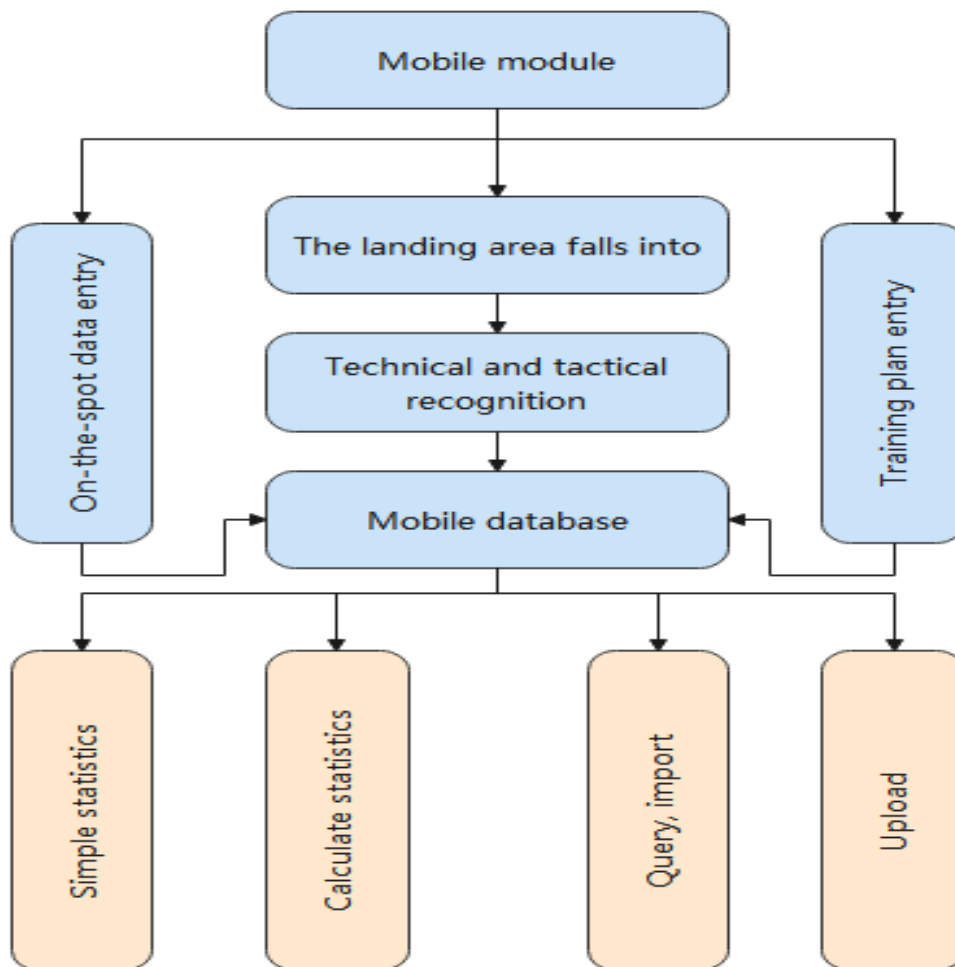 Mobile module
The landing area falls into
On-the-spot data entry
Technical and tactical
recognition
Training plan entry
Mobile database
Simple statistics
Calculate statistics
Query, import
Upload